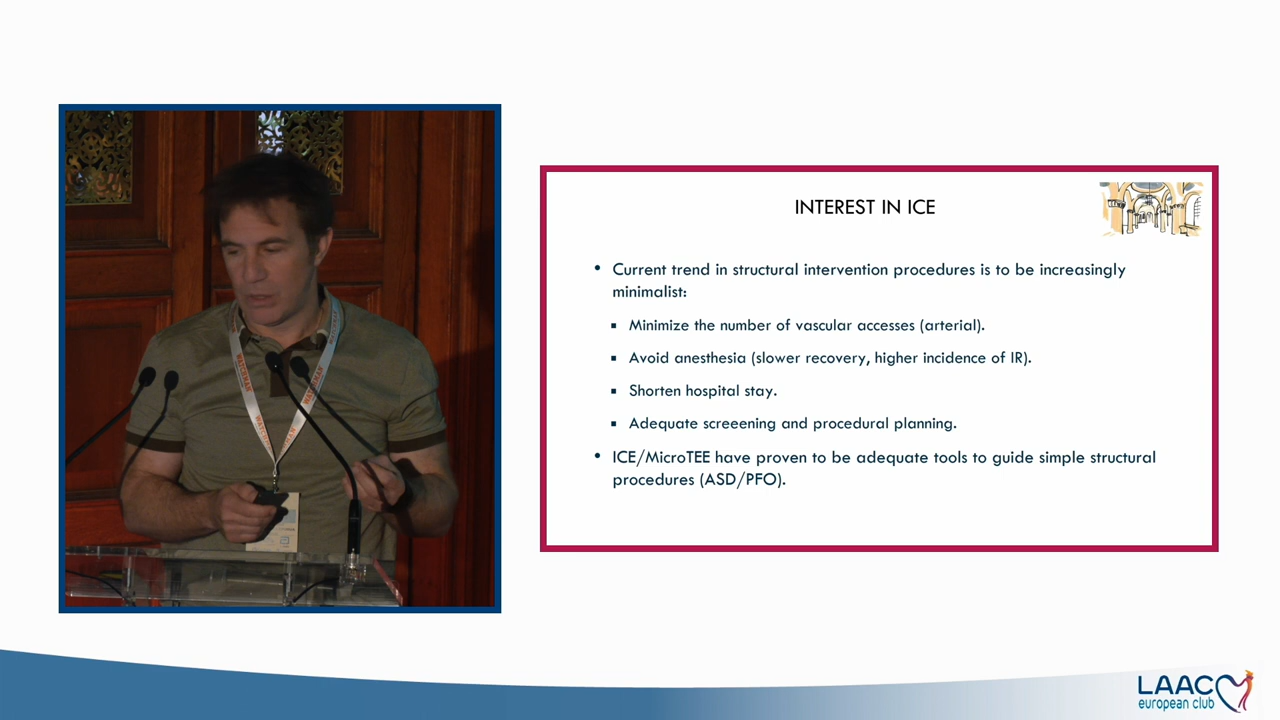 INTEREST IN ICE
• Current trend in structural intervention procedures is to be increasingly
minimalist:
▪ Minimize the number of vascular accesses (arterial).
▪ Avoid anesthesia (slower recovery, higher incidence of IR).
▪ Shorten hospital stay.
▪ Adequate screeening and procedural planning.
• ICE/MicroTEE have proven to be adequate tools to guide simple structural
procedures (ASD/PFO).
WATCHMAN
WATCHMAN
LAAC
european club